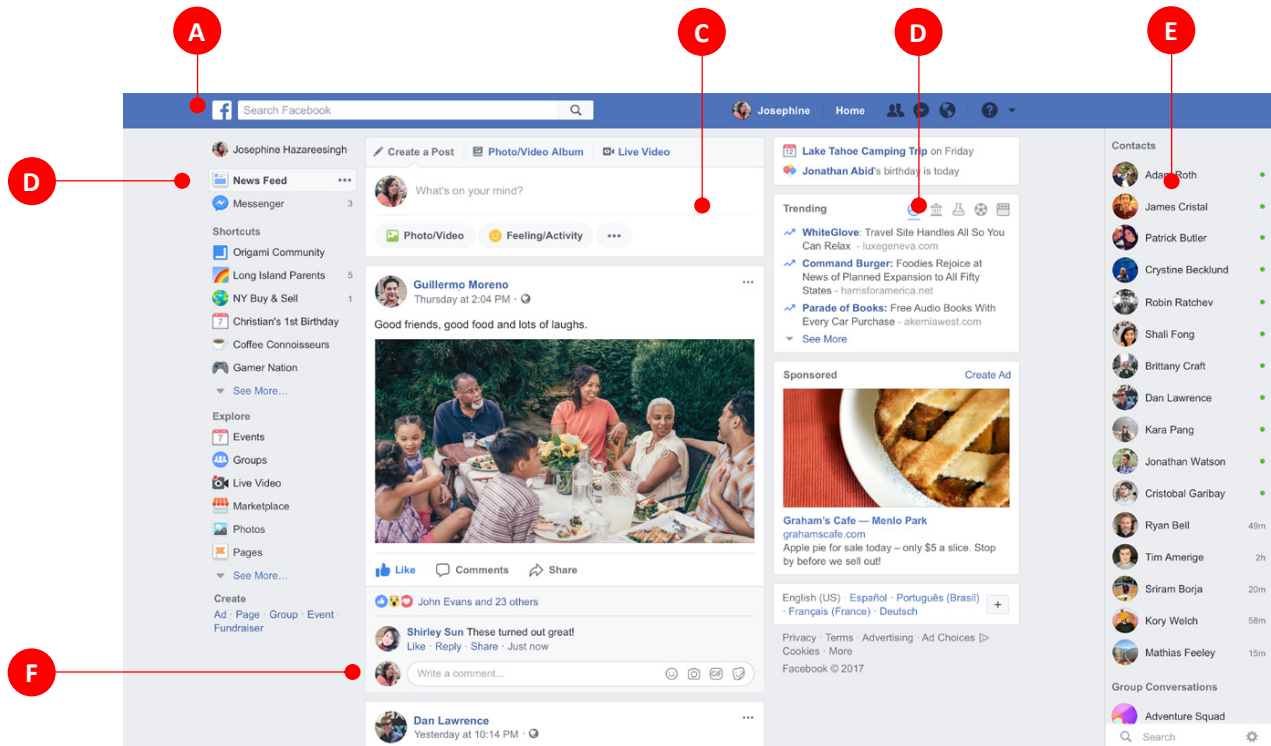 A
C
D
E
f
Search Facebook
Josephine
Home
Josephine Hazareesingh
D
News Feed
Messenger 3
Shortcuts
Origami Community
Long Island Parents 5
NY Buy & Sell 1
7 Christian's 1st Birthday
Coffee Connoisseurs
Gamer Nation
See More...
Explore
7 Events
Groups
Live Video
Marketplace
Photos
Pages
See More...
Create
Ad · Page · Group · Event ·
Fundraiser
F
Create a Post
Photo/Video Album
Live Video
What's on your mind?
Photo/Video
Feeling/Activity
Guillermo Moreno
Thursday at 2:04 PM ·
Good friends, good food and lots of laughs.
Like
Comments
Share
John Evans and 23 others
Shirley Sun These turned out great!
Like · Reply · Share · Just now
Write a comment...
GIF
Dan Lawrence
Yesterday at 10:14 PM ·
12 Lake Tahoe Camping Trip on Friday
Jonathan Abid's birthday is today
Trending
WhiteGlove: Travel Site Handles All So You
Can Relax - luxegeneva.com
Command Burger: Foodies Rejoice at
News of Planned Expansion to All Fifty
States - harrisforamerica.net
Parade of Books: Free Audio Books With
Every Car Purchase - akemiawest.com
See More
Sponsored
Create Ad
Graham's Cafe — Menlo Park
grahamscafe.com
Apple pie for sale today – only $5 a slice. Stop
by before we sell out!
English (US) · Español · Português (Brasil)
· Français (France) · Deutsch
+
Privacy · Terms · Advertising · Ad Choices
Cookies · More
Facebook © 2017
Contacts
Adam Roth
James Cristal
Patrick Butler
Crystine Becklund
Robin Ratchev
Shali Fong
Brittany Craft
Dan Lawrence
Kara Pang
Jonathan Watson
Cristobal Garibay
Ryan Bell 49m
Tim Amerige 2h
Sriram Borja 20m
Kory Welch 58m
Mathias Feeley 15m
Group Conversations
Adventure Squad
Search